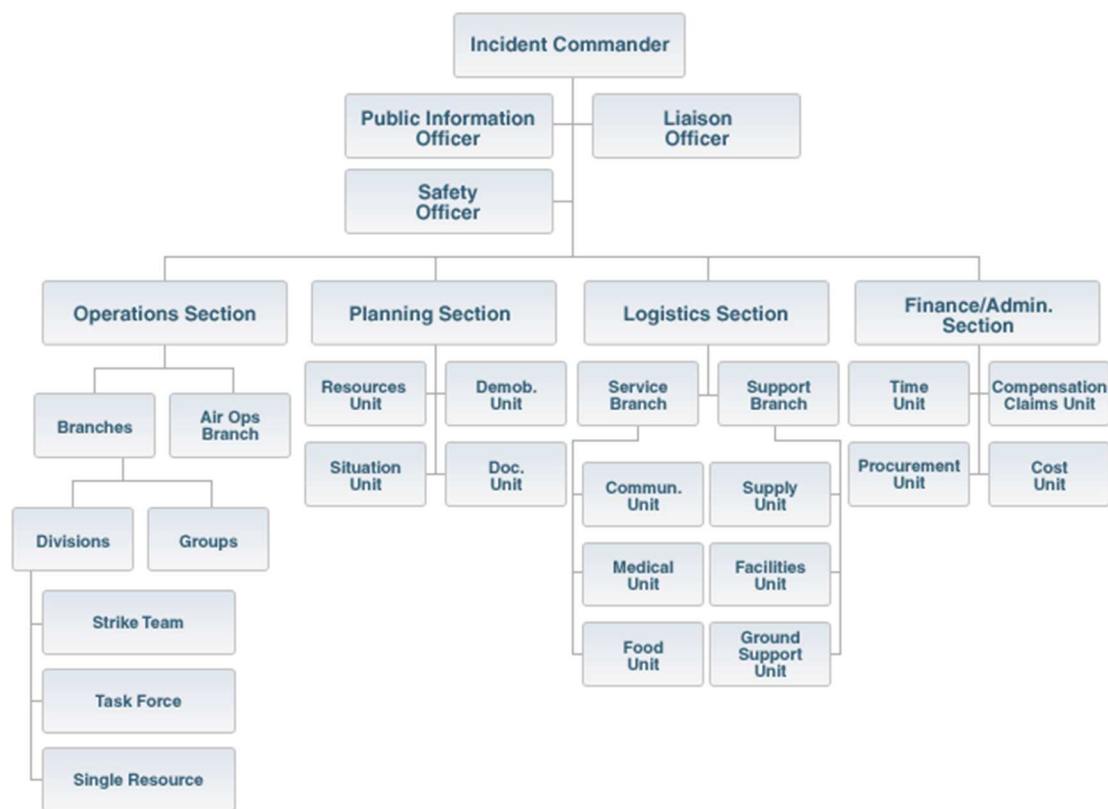 Incident Commander
Public Information
Officer
Liaison
Officer
Safety
Officer
Operations Section
Planning Section
Logistics Section
Finance/Admin.
Section
Resources
Unit
Demob.
Unit
Service
Branch
Support
Branch
Time
Unit
Compensation
Claims Unit
Branches
Air Ops
Branch
Situation
Unit
Doc.
Unit
Procurement
Unit
Cost
Unit
Commun.
Unit
Supply
Unit
Divisions
Groups
Medical
Unit
Facilities
Unit
Strike Team
Food
Unit
Ground
Support
Unit
Task Force
Single Resource